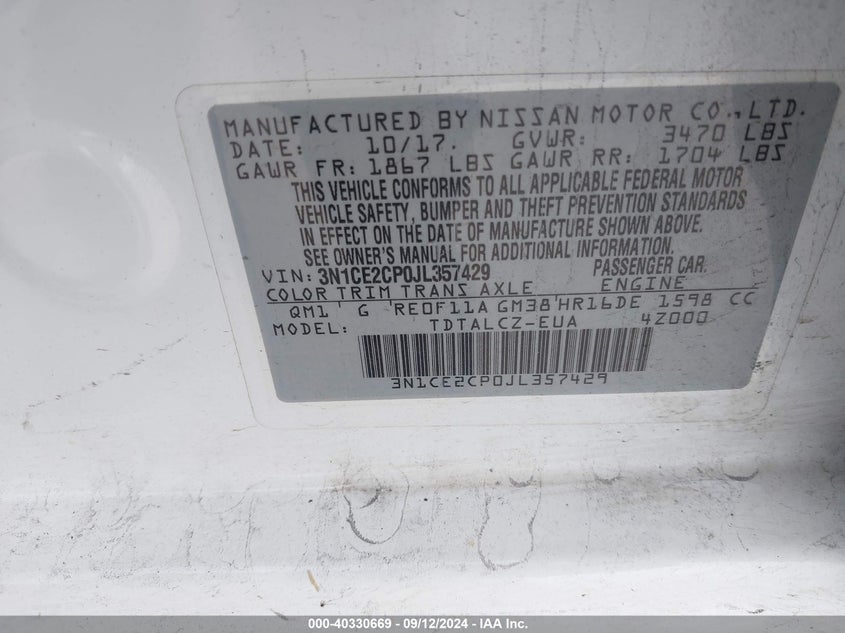 MANUFACTURED BY NISSAN MOTOR CO., LTD.
DATE: 10/17. GVWR: 3470 LBS
GAWR FR: 1867 LBS GAWR RR: 1704 LBS
THIS VEHICLE CONFORMS TO ALL APPLICABLE FEDERAL MOTOR
VEHICLE SAFETY, BUMPER AND THEFT PREVENTION STANDARDS
IN EFFECT ON THE DATE OF MANUFACTURE SHOWN ABOVE.
SEE OWNER'S MANUAL FOR ADDITIONAL INFORMATION
VIN: 3N1CE2CP0JL357429 PASSENGER CAR.
COLOR TRIM TRANS AXLE ENGINE
QM1 ' G ' RE0F11A GM38 ' HR16DE 1598 CC
MODEL: TDTALCZ-EUA 4Z000
3N1CE2CP0JL357429
000-40330669 - 09/12/2024 - IAA Inc.